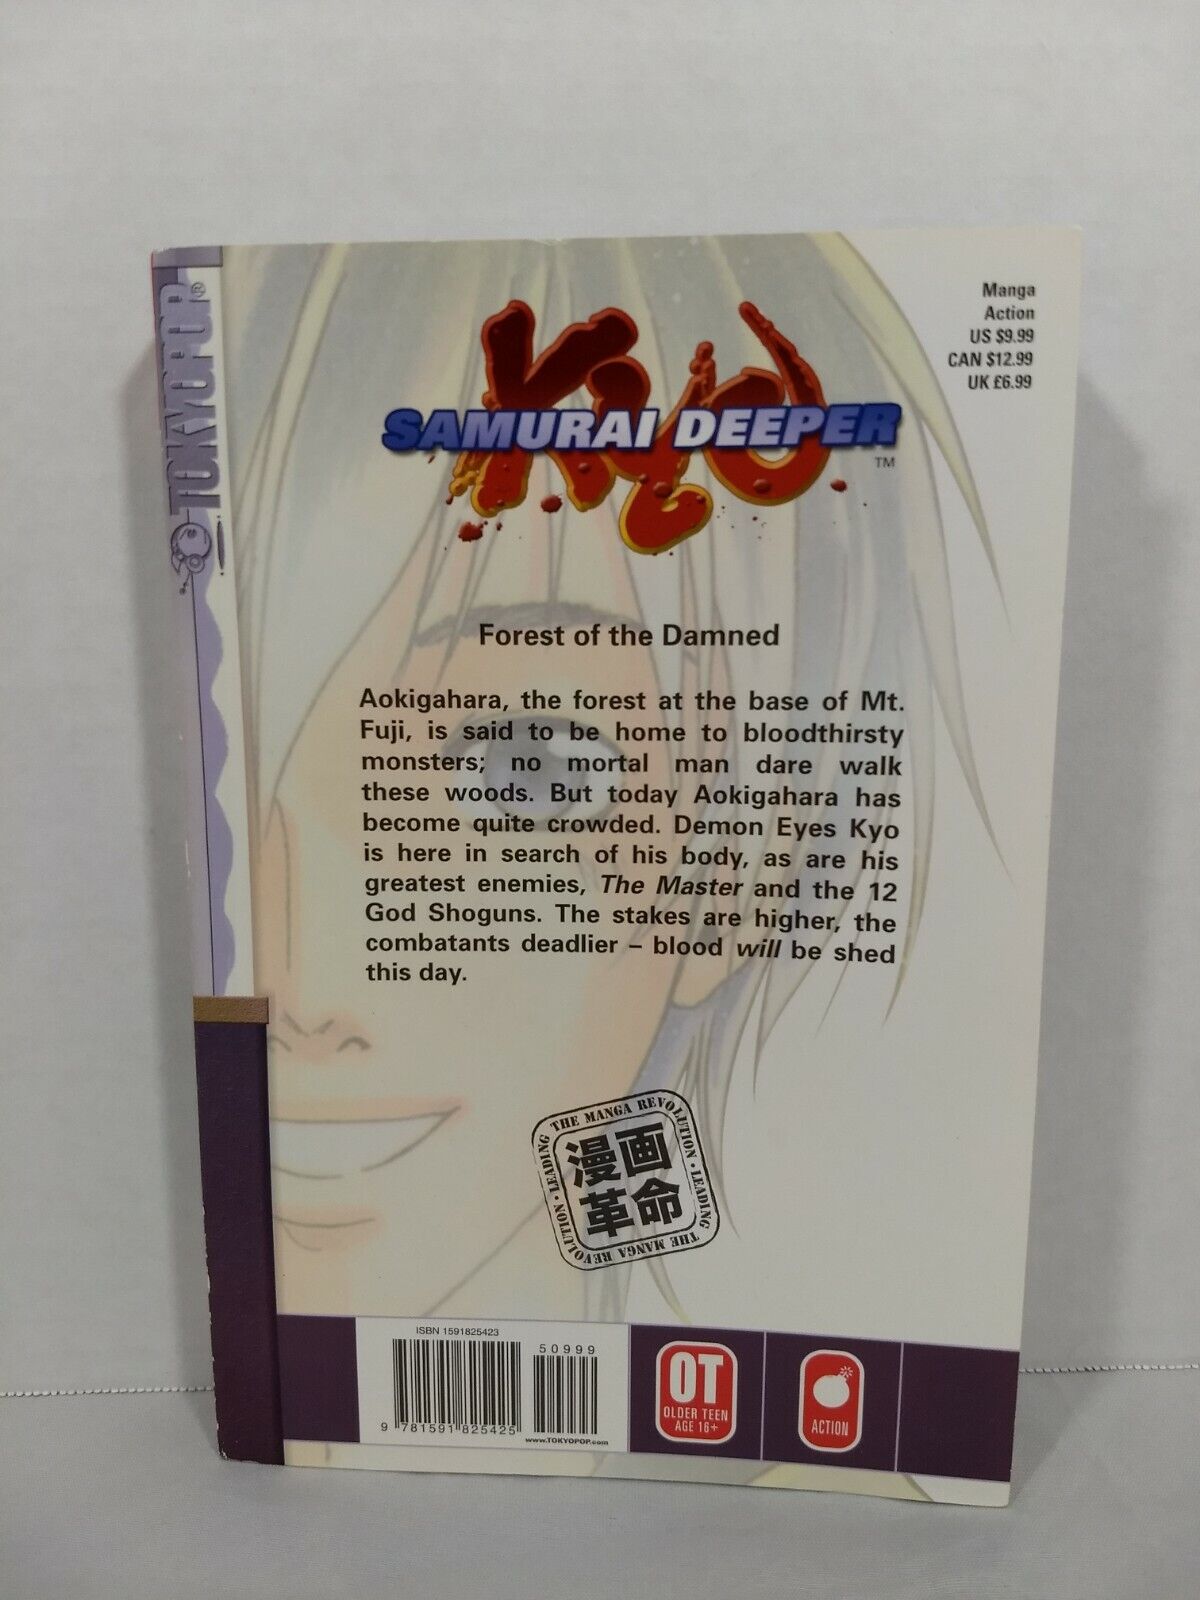 TOKYOPOP®
Manga
Action
US $9.99
CAN $12.99
UK £6.99
Kyo
SAMURAI DEEPER
TM
Forest of the Damned
Aokigahara, the forest at the base of Mt.
Fuji, is said to be home to bloodthirsty
monsters; no mortal man dare walk
these woods. But today Aokigahara has
become quite crowded. Demon Eyes Kyo
is here in search of his body, as are his
greatest enemies, The Master and the 12
God Shoguns. The stakes are higher, the
combatants deadlier – blood will be shed
this day.
THE MANGA REVOLUTION · LEADING THE MANGA REVOLUTION · LEADING
漫画
革命
ISBN 1591825423
50999
9 781591 825425
www.TOKYOPOP.com
OT
OLDER TEEN
AGE 16+
ACTION